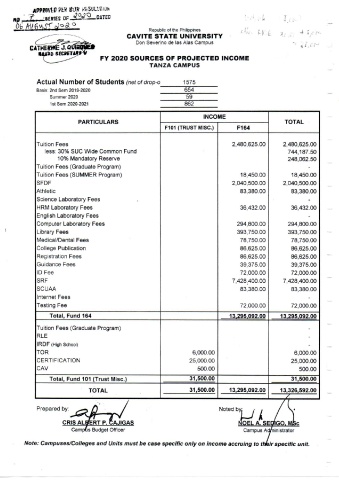 APPROVED PER BOR RESOLUTION
NO 7 SERIES OF 2020 DATED
06 AUGUST 2020
CATHERINE J. QUIÑONES
BOARD SECRETARY V
Republic of the Philippines
CAVITE STATE UNIVERSITY
Don Severino de las Alas Campus
FY 2020 SOURCES OF PROJECTED INCOME
TANZA CAMPUS
Actual Number of Students (net of drop-o 1575
Basis: 2nd Sem 2019-2020 654
Summer 2020 59
1st Sem 2020-2021 862
PARTICULARS INCOME TOTAL
F101 (TRUST MISC.) F164
Tuition Fees 2,480,625.00 2,480,625.00
less: 30% SUC Wide Common Fund 744,187.50
10% Mandatory Reserve 248,062.50
Tuition Fees (Graduate Program) -
Tuition Fees (SUMMER Program) 18,450.00 18,450.00
SFDF 2,040,500.00 2,040,500.00
Athletic 83,380.00 83,380.00
Science Laboratory Fees -
HRM Laboratory Fees 36,432.00 36,432.00
English Laboratory Fees -
Computer Laboratory Fees 294,800.00 294,800.00
Library Fees 393,750.00 393,750.00
Medical/Dental Fees 78,750.00 78,750.00
College Publication 86,625.00 86,625.00
Registration Fees 86,625.00 86,625.00
Guidance Fees 39,375.00 39,375.00
ID Fee 72,000.00 72,000.00
SRF 7,428,400.00 7,428,400.00
SCUAA 83,380.00 83,380.00
Internet Fees
Testing Fee 72,000.00 72,000.00
Total, Fund 164 13,295,092.00 13,295,092.00
Tuition Fees (Graduate Program) -
RLE -
IRDF (High School) -
TOR 6,000.00 6,000.00
CERTIFICATION 25,000.00 25,000.00
CAV 500.00 500.00
Total, Fund 101 (Trust Misc.) 31,500.00 31,500.00
TOTAL 31,500.00 13,295,092.00 13,326,592.00
Prepared by: Noted by:
CRIS ALBERT P. CAJIGAS NOEL A. SEDIGO, MSc
Campus Budget Officer Campus Administrator
Note: Campuses/Colleges and Units must be case specific only on income accruing to their specific unit.